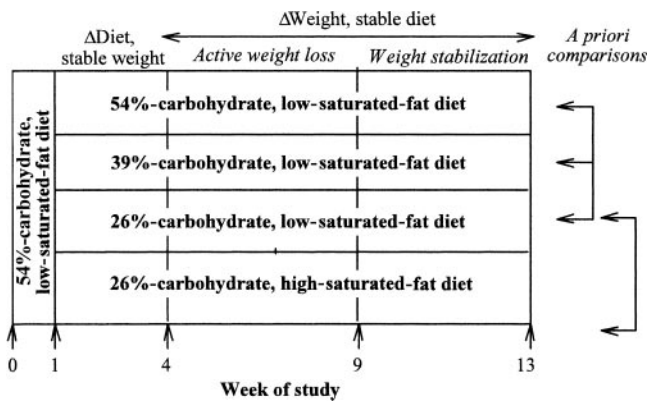 ΔWeight, stable diet
ΔDiet,
stable weight
Active weight loss
Weight stabilization
A priori
comparisons
54%-carbohydrate,
low-saturated-fat diet
54%-carbohydrate, low-saturated-fat diet
39%-carbohydrate, low-saturated-fat diet
26%-carbohydrate, low-saturated-fat diet
26%-carbohydrate, high-saturated-fat diet
0 1 4 9 13
Week of study